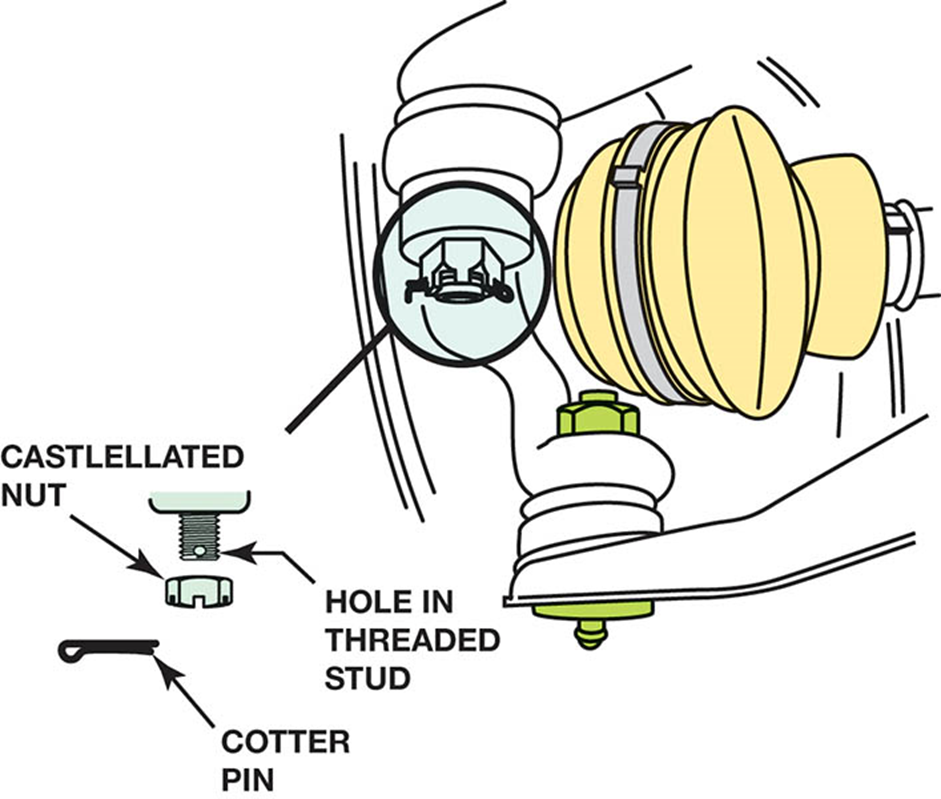 CASTLELLATED
NUT
HOLE IN
THREADED
STUD
COTTER
PIN